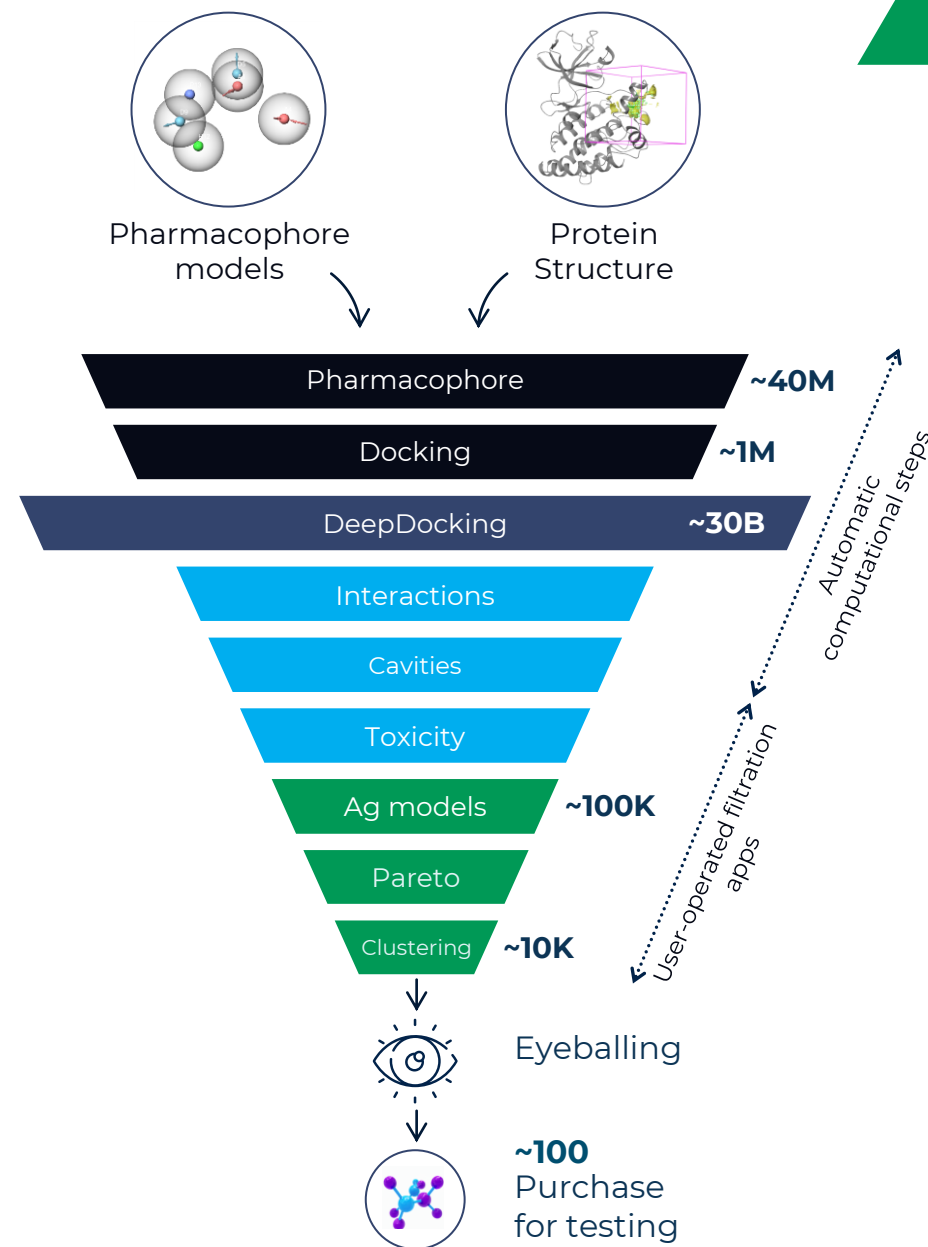 Pharmacophore
models
Protein
Structure
Pharmacophore
~40M
Docking
~1M
DeepDocking
~30B
Interactions
Cavities
Toxicity
Ag models
~100K
Pareto
Clustering
~10K
Automatic
computational steps
User-operated filtration
apps
Eyeballing
~100
Purchase
for testing